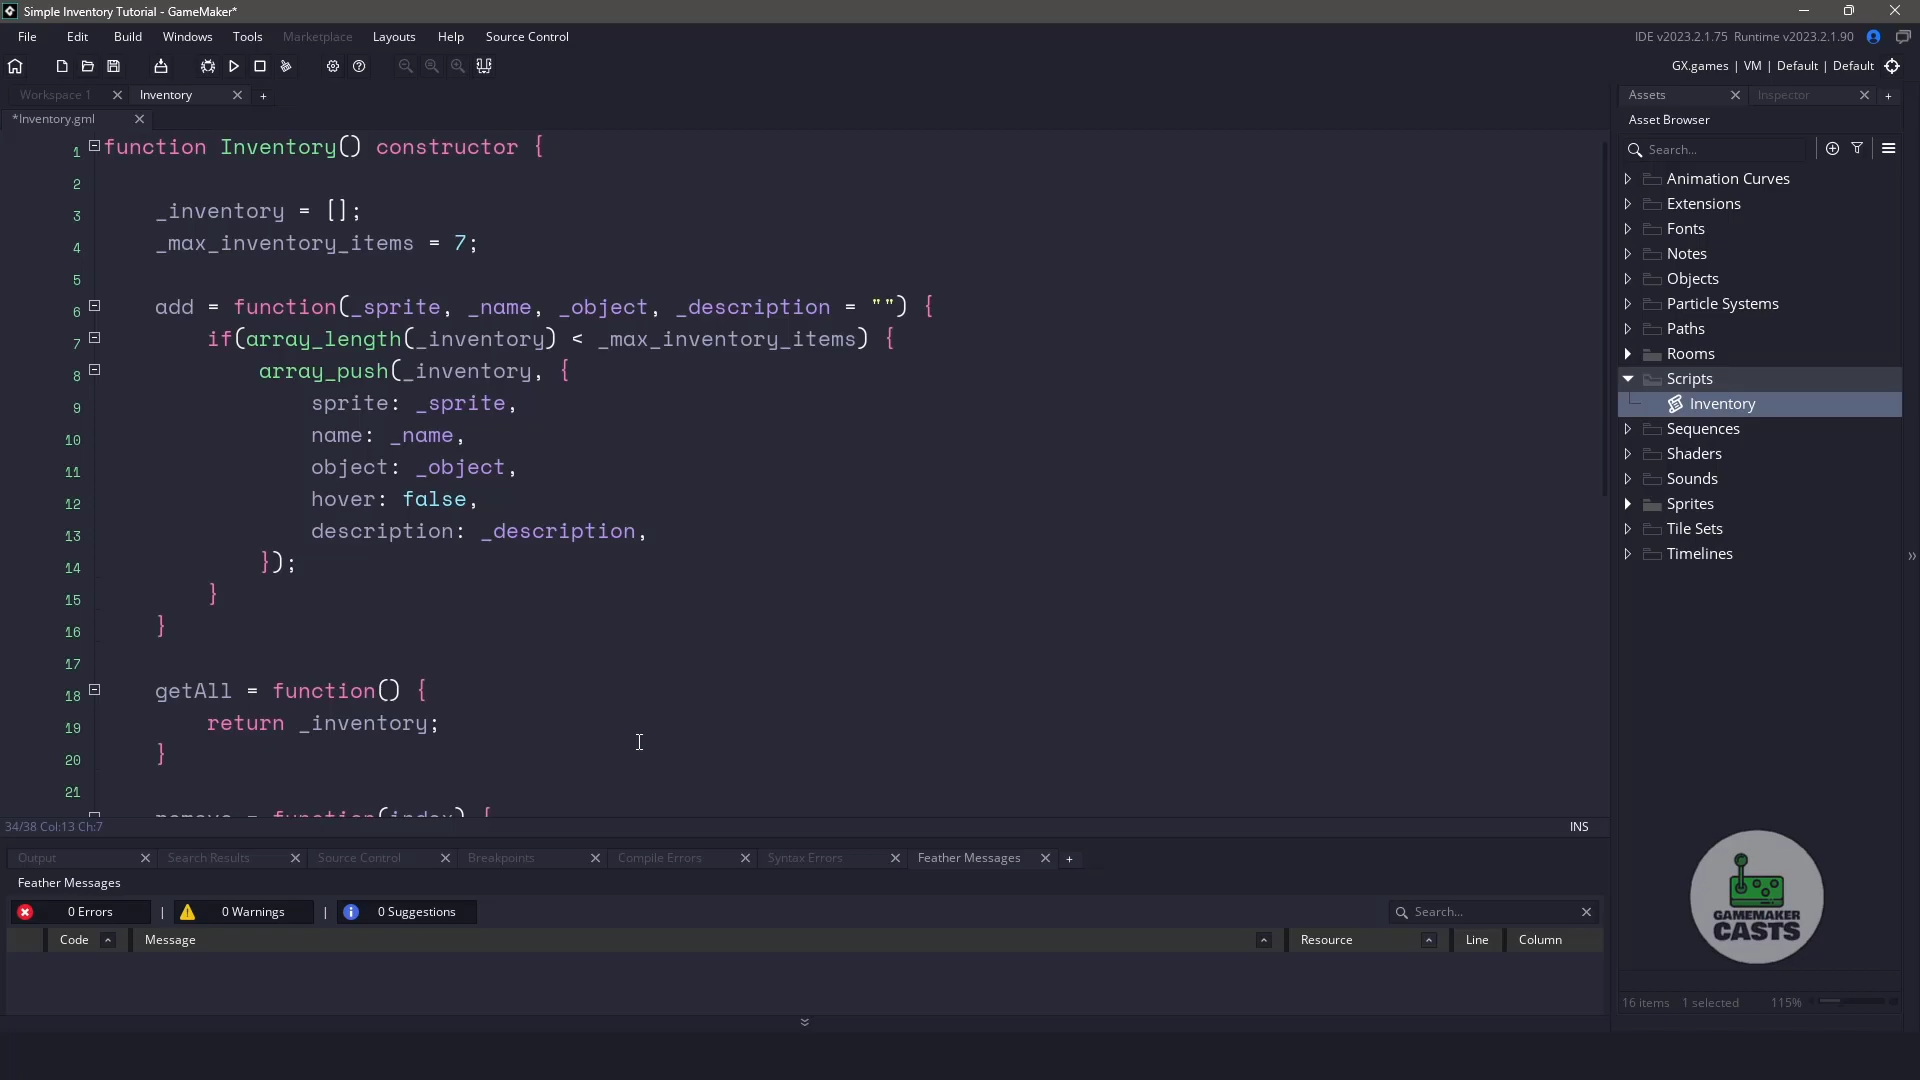 Simple Inventory Tutorial - GameMaker*
File Edit Build Windows Tools Marketplace Layouts Help Source Control
IDE v2023.2.1.75 Runtime v2023.2.1.90
GX.games | VM | Default | Default
Workspace 1 Inventory
*Inventory.gml
1 function Inventory() constructor {
2
3 _inventory = [];
4 _max_inventory_items = 7;
5
6 add = function(_sprite, _name, _object, _description = "") {
7 if(array_length(_inventory) < _max_inventory_items) {
8 array_push(_inventory, {
9 sprite: _sprite,
10 name: _name,
11 object: _object,
12 hover: false,
13 description: _description,
14 });
15 }
16 }
17
18 getAll = function() {
19 return _inventory;
20 }
21
remove = function(index) {
34/38 Col:13 Ch:7
INS
Output Search Results Source Control Breakpoints Compile Errors Syntax Errors Feather Messages
Feather Messages
0 Errors | 0 Warnings | 0 Suggestions
Search...
Code Message Resource Line Column
Assets Inspector
Asset Browser
Search...
Animation Curves
Extensions
Fonts
Notes
Objects
Particle Systems
Paths
Rooms
Scripts
Inventory
Sequences
Shaders
Sounds
Sprites
Tile Sets
Timelines
GAMEMAKER
CASTS
16 items 1 selected 115%